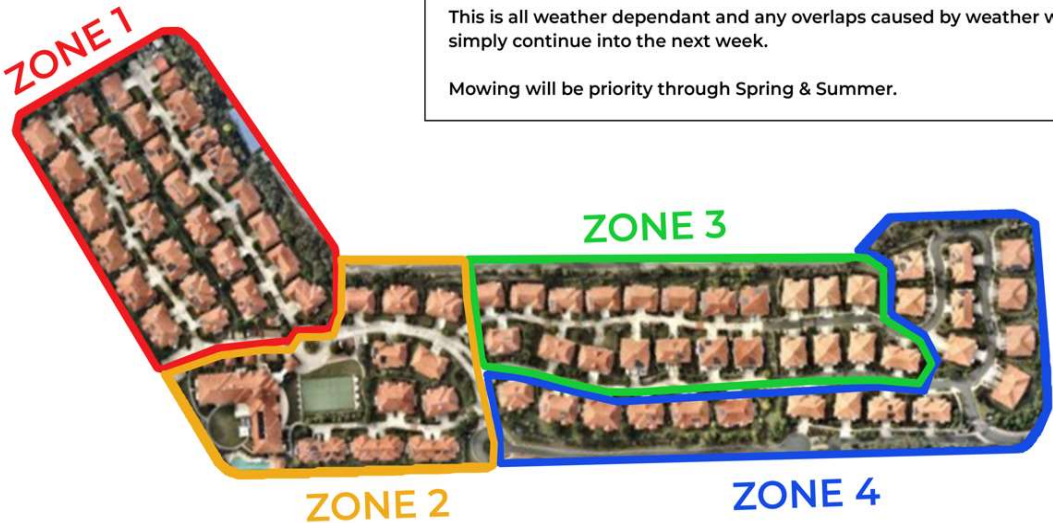 This is all weather dependant and any overlaps caused by weather
simply continue into the next week.
Mowing will be priority through Spring & Summer.
ZONE 1
ZONE 3
ZONE 2
ZONE 4